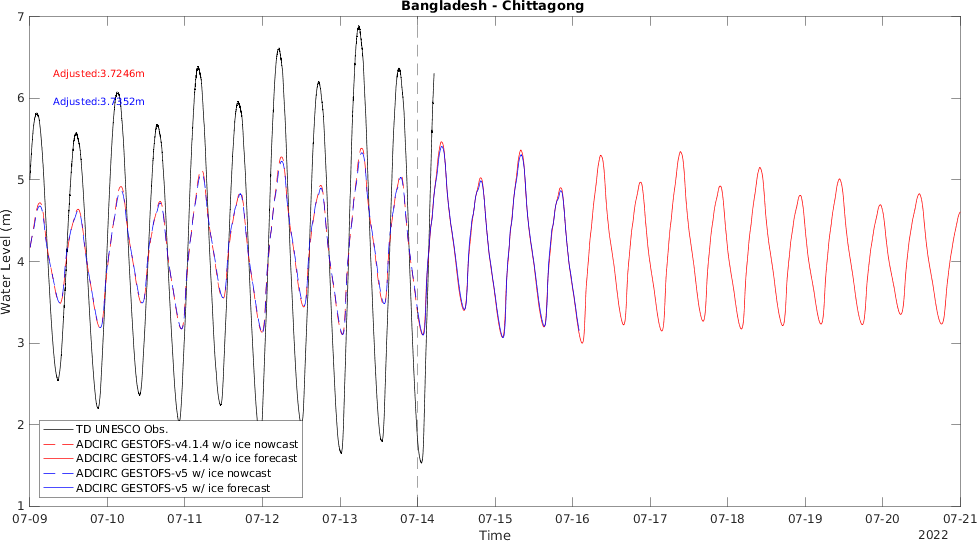 Bangladesh - Chittagong
7
6
5
4
3
2
1
Water Level (m)
Adjusted:3.7246m
Adjusted:3.7352m
TD UNESCO Obs.
ADCIRC GESTOFS-v4.1.4 w/o ice nowcast
ADCIRC GESTOFS-v4.1.4 w/o ice forecast
ADCIRC GESTOFS-v5 w/ ice nowcast
ADCIRC GESTOFS-v5 w/ ice forecast
07-09 07-10 07-11 07-12 07-13 07-14 07-15 07-16 07-17 07-18 07-19 07-20 07-21
Time
2022